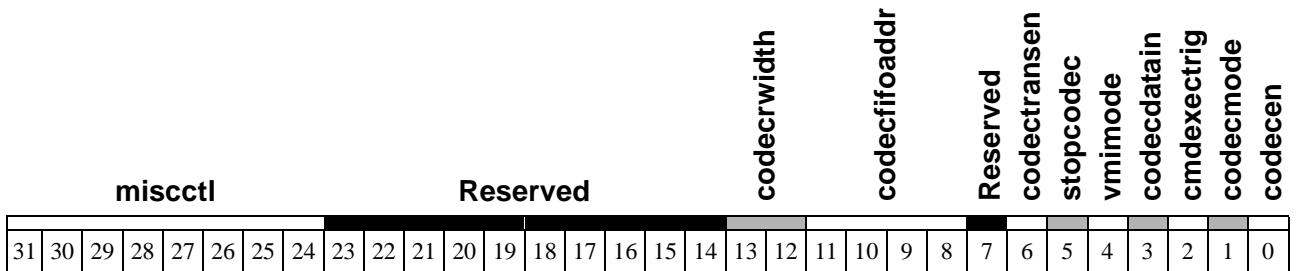 miscctl
Reserved
codecrwidth
codecfifoaddr
Reserved
codectransen
stopcodec
vmimode
codecdatain
cmdexectrig
codecmode
codecen
31 30 29 28 27 26 25 24 23 22 21 20 19 18 17 16 15 14 13 12 11 10 9 8 7 6 5 4 3 2 1 0